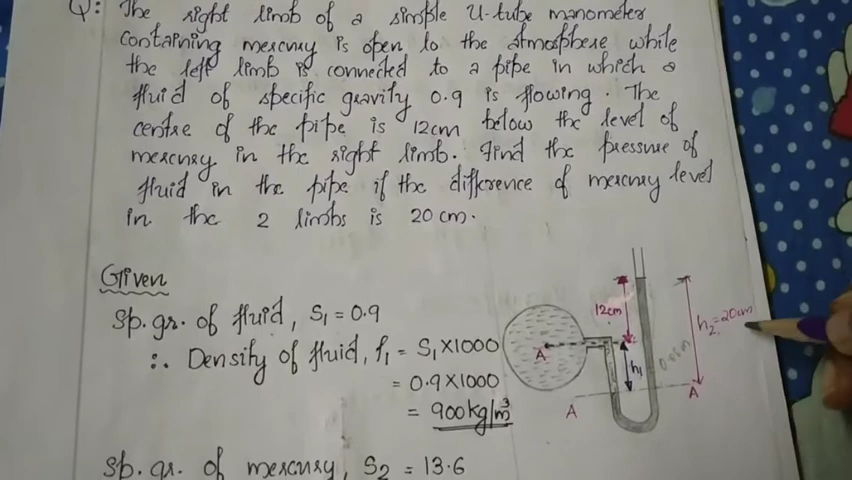 Q: The right limb of a simple U-tube manometer
containing mercury is open to the atmosphere while
the left limb is connected to a pipe in which a
fluid of specific gravity 0.9 is flowing. The
centre of the pipe is 12cm below the level of
mercury in the right limb. Find the pressure of
fluid in the pipe if the difference of mercury level
in the 2 limbs is 20 cm.
Given
Sp. gr. of fluid, S₁ = 0.9
∴ Density of fluid, ρ₁ = S₁ × 1000
= 0.9 × 1000
= 900 kg/m³
Sp. gr. of mercury, S₂ = 13.6
12cm
h₂ = 20cm
A
h₁
A
A